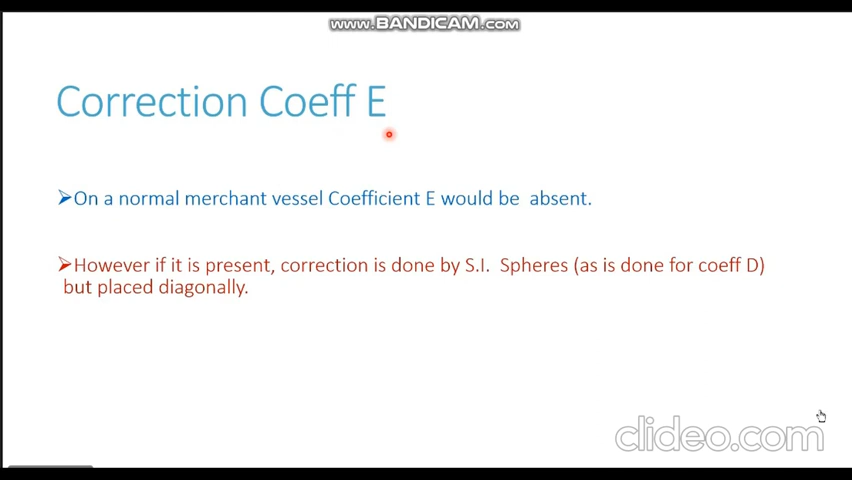 www.BANDICAM.com
Correction Coeff E
➢On a normal merchant vessel Coefficient E would be absent.
➢However if it is present, correction is done by S.I. Spheres (as is done for coeff D)
but placed diagonally.
clideo.com